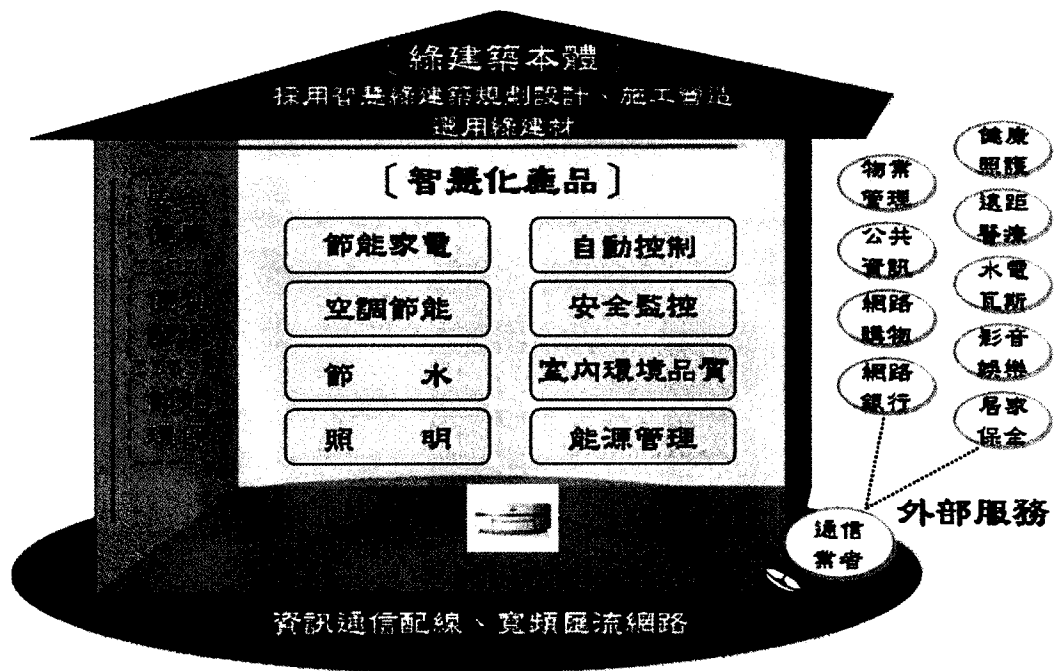 〔綠建築本體〕
採用智慧綠建築規劃設計、施工營造
選用綠建材
〔智慧化產品〕
節能家電
自動控制
空調節能
安全監控
節 水
室內環境品質
照 明
能源管理
物業
管理
公共
資訊
網路
購物
網路
銀行
健康
照護
遠距
醫療
水電
瓦斯
影音
娛樂
居家
保全
外部服務
通信
業者
資訊通信配線、寬頻匯流網路